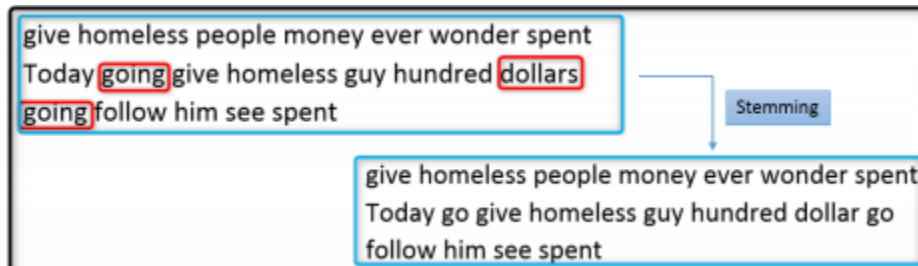 give homeless people money ever wonder spent
Today going give homeless guy hundred dollars
going follow him see spent
Stemming
give homeless people money ever wonder spent
Today go give homeless guy hundred dollar go
follow him see spent